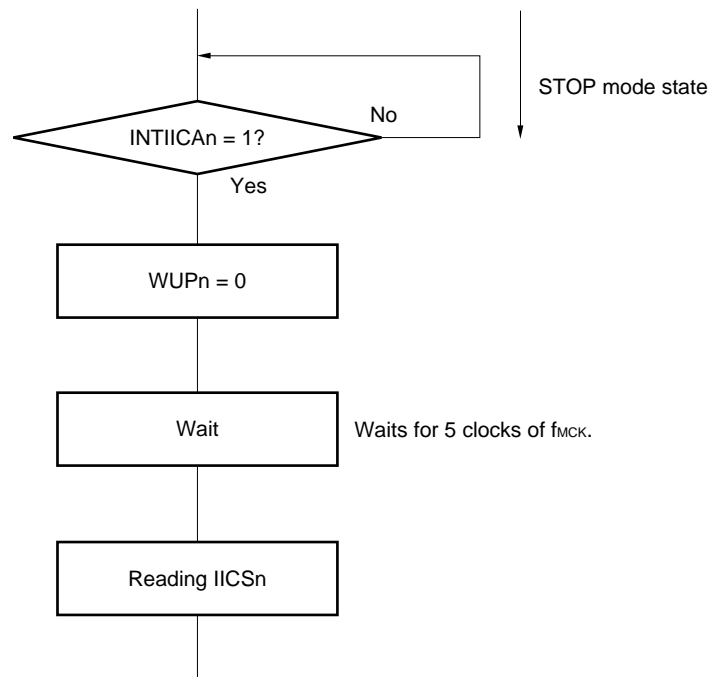 STOP mode state
No
INTIICAn = 1?
Yes
WUPn = 0
Wait
Waits for 5 clocks of fMCK.
Reading IICSn